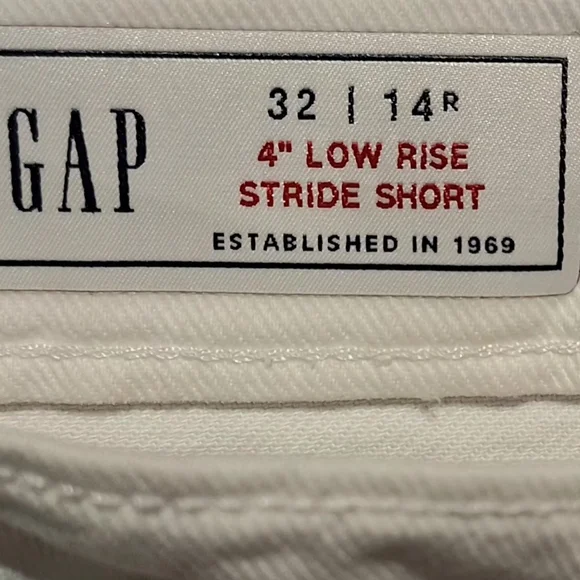 GAP
32 | 14R
4" LOW RISE
STRIDE SHORT
ESTABLISHED IN 1969